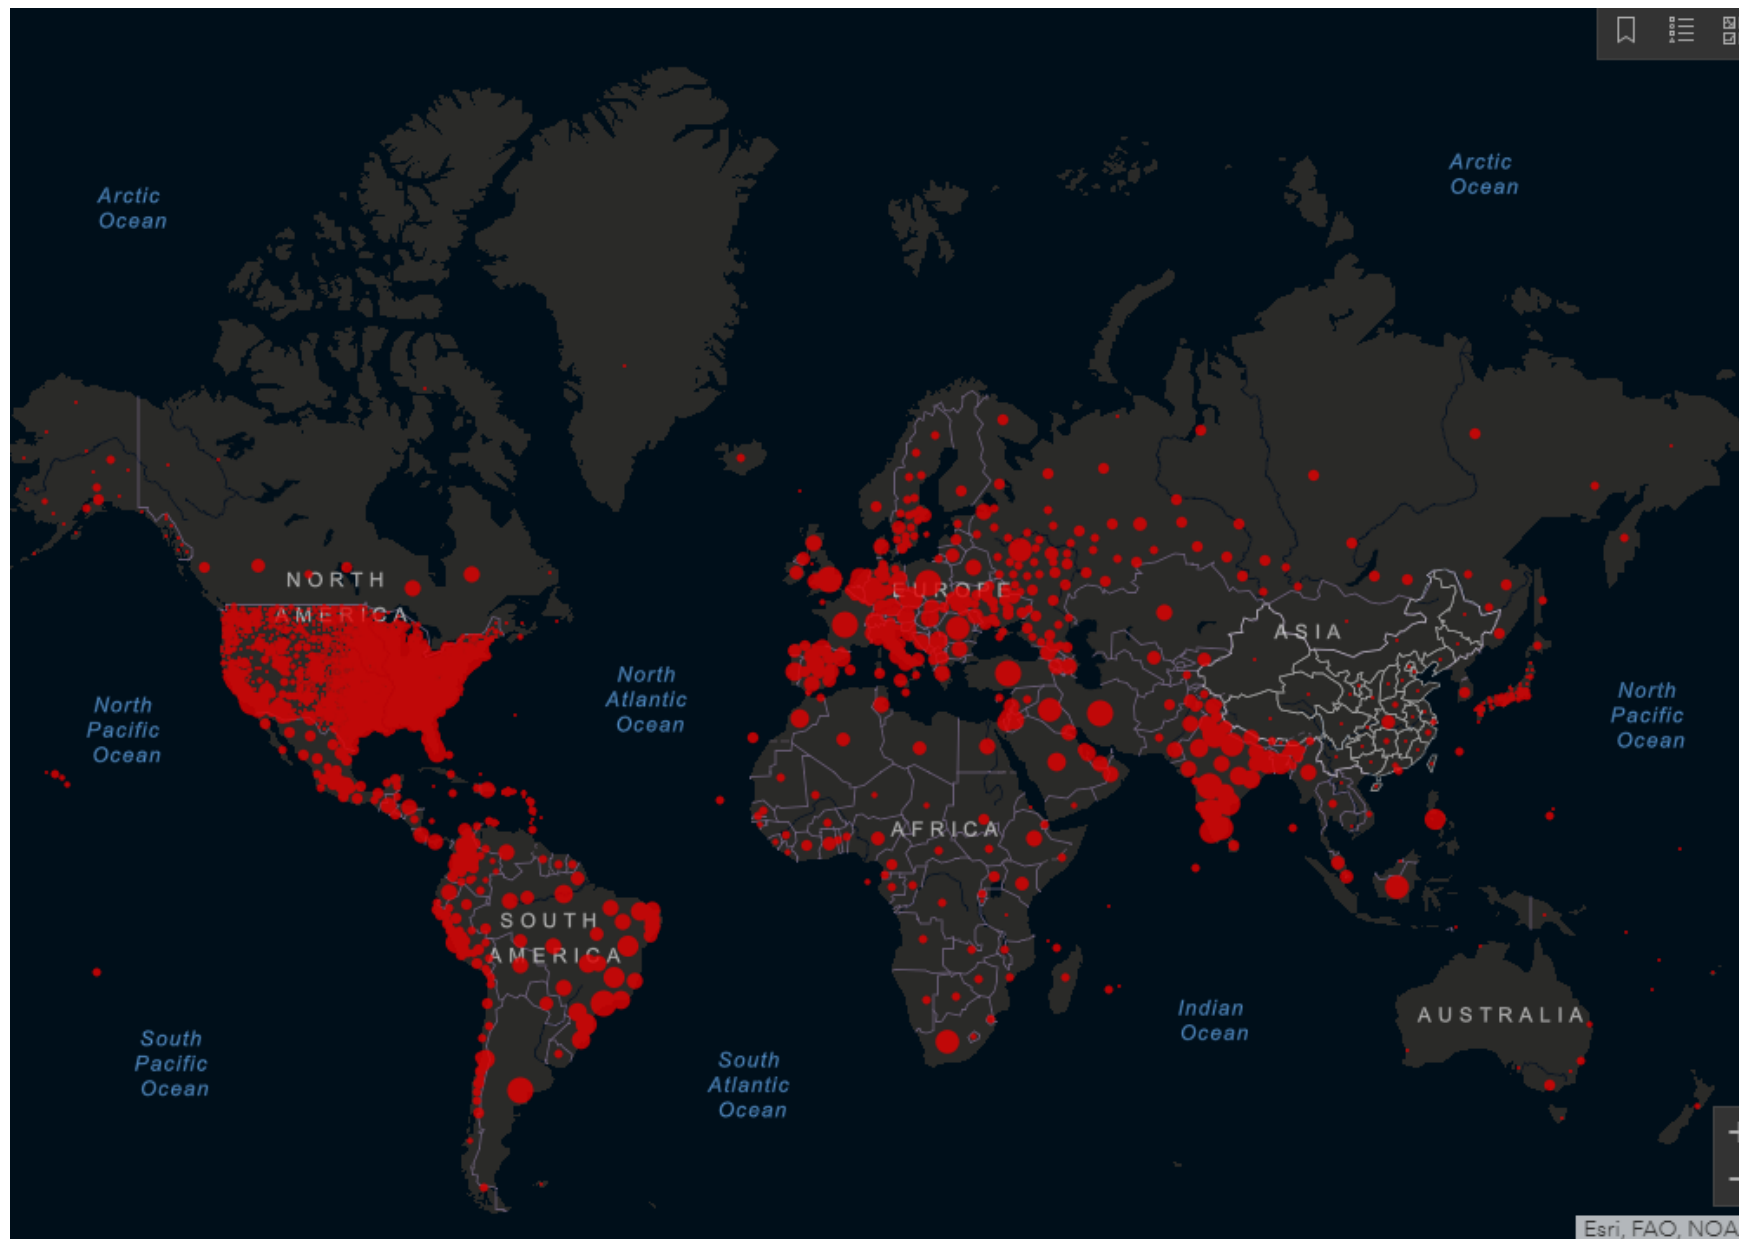 Arctic
Ocean
Arctic
Ocean
NORTH
AMERICA
EUROPE
ASIA
North
Atlantic
Ocean
North
Pacific
Ocean
North
Pacific
Ocean
AFRICA
SOUTH
AMERICA
Indian
Ocean
AUSTRALIA
South
Pacific
Ocean
South
Atlantic
Ocean
Esri, FAO, NOA